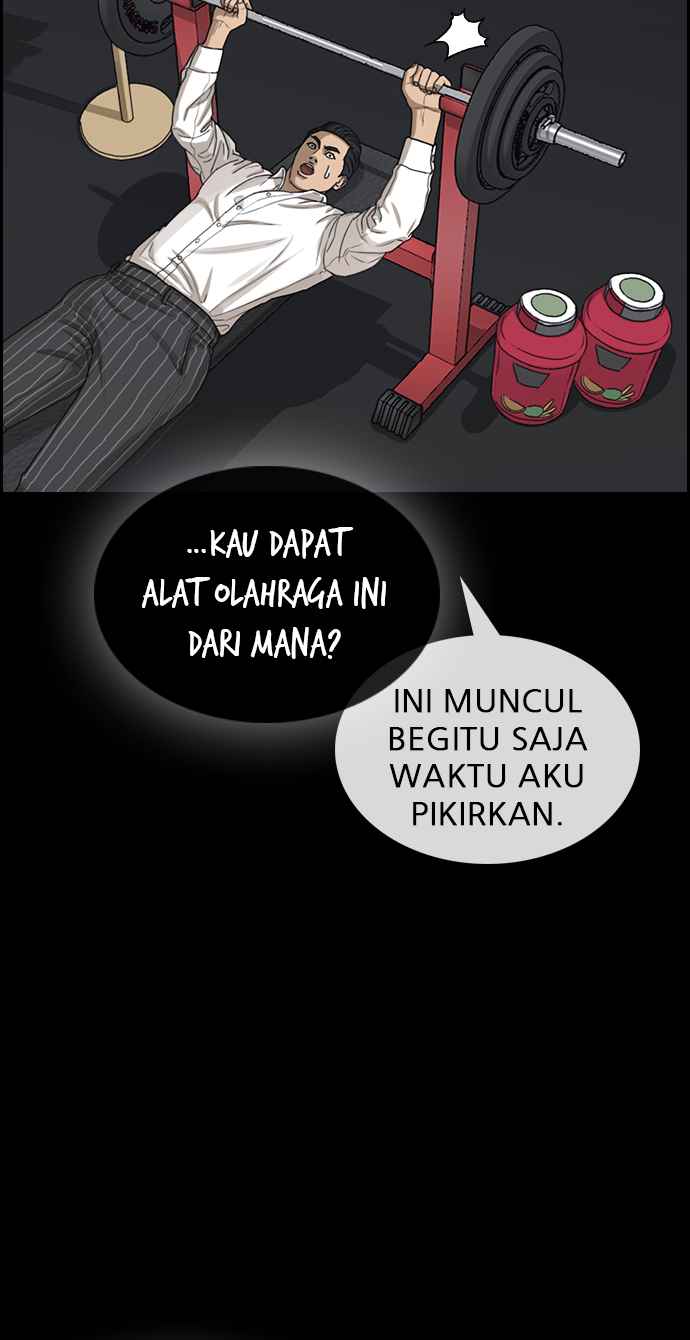 ...KAU DAPAT
ALAT OLAHRAGA INI
DARI MANA?
INI MUNCUL
BEGITU SAJA
WAKTU AKU
PIKIRKAN.